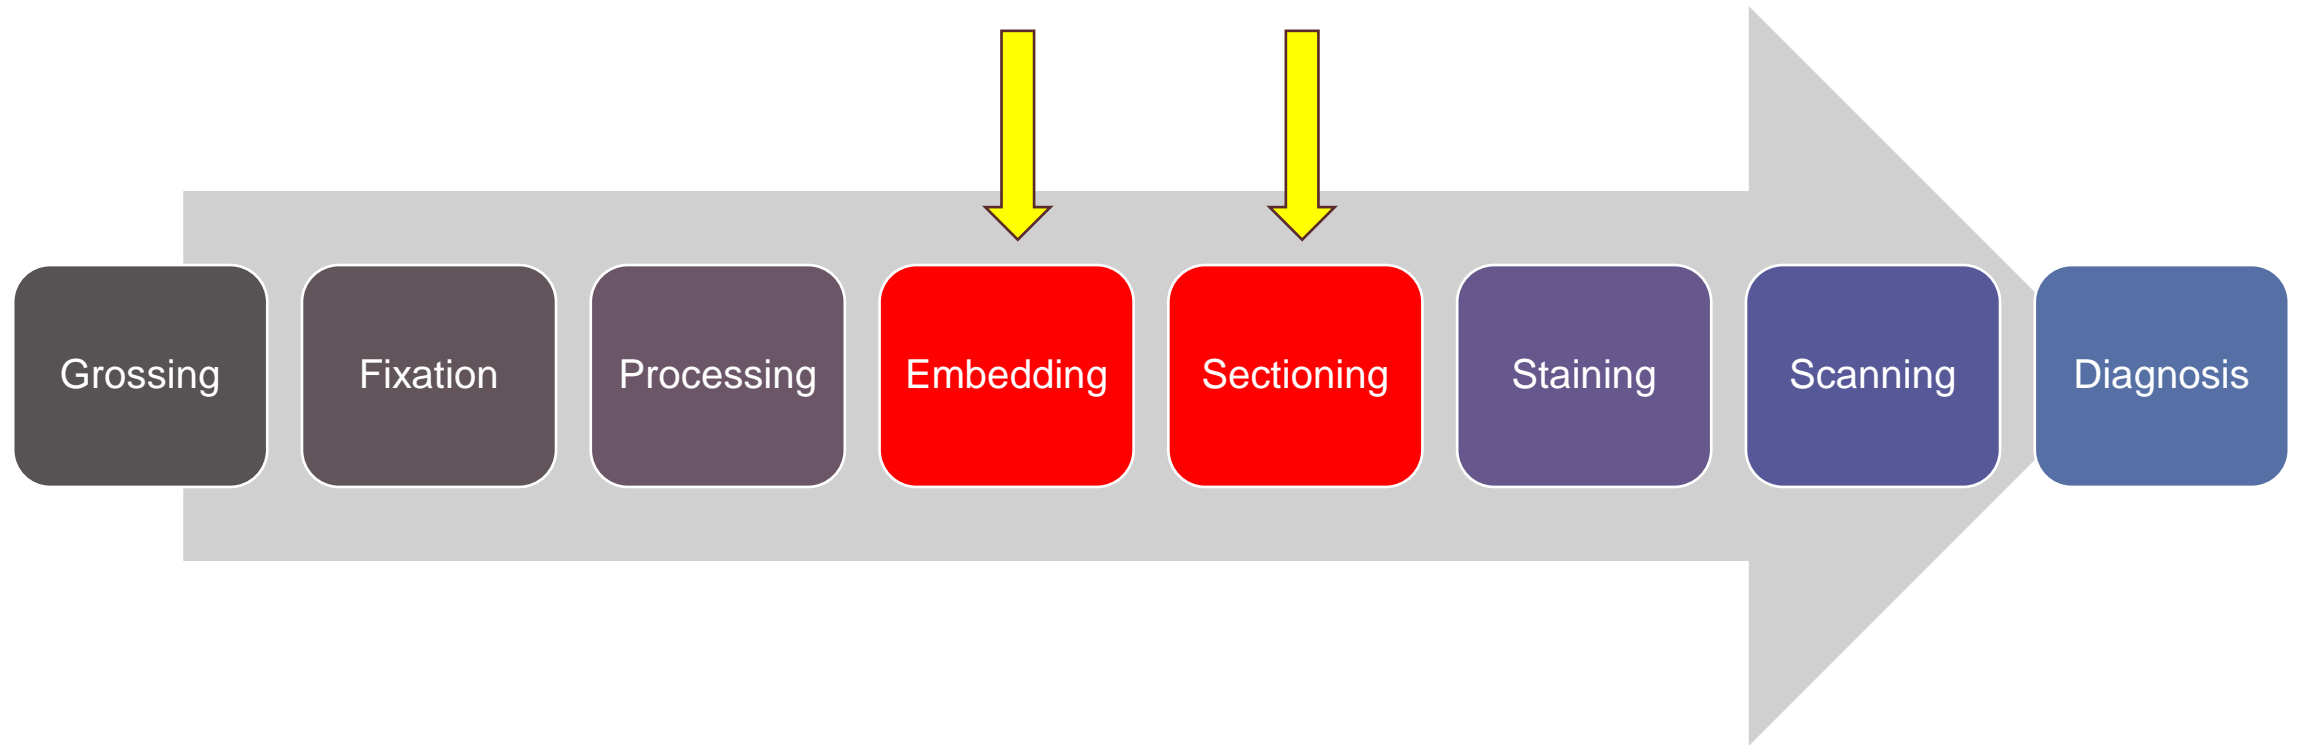 Grossing
Fixation
Processing
Embedding
Sectioning
Staining
Scanning
Diagnosis